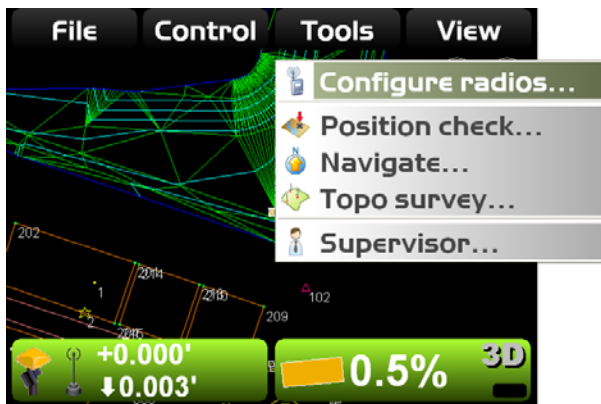 File Control Tools View
Configure radios...
Position check...
Navigate...
Topo survey...
Supervisor...
202
1
2
102
209
+0.000'
0.003'
0.5%
3D